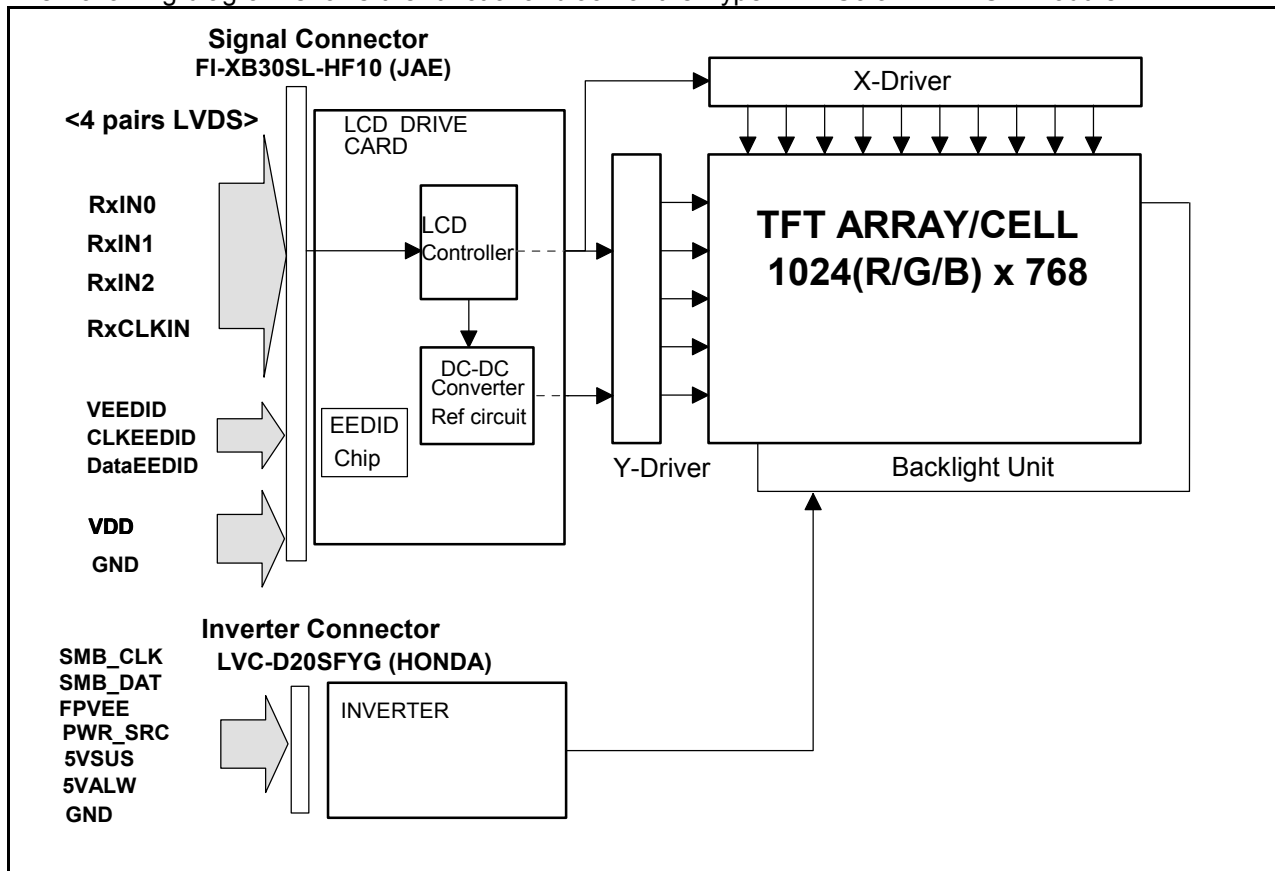 Signal Connector
FI-XB30SL-HF10 (JAE)
<4 pairs LVDS>
RxIN0
RxIN1
RxIN2
RxCLKIN
VEEDID
CLKEEDID
DataEEDID
VDD
GND
LCD DRIVE
CARD
LCD
Controller
DC-DC
Converter
Ref circuit
EEDID
Chip
X-Driver
Y-Driver
TFT ARRAY/CELL
1024(R/G/B) x 768
Backlight Unit
Inverter Connector
LVC-D20SFYG (HONDA)
SMB_CLK
SMB_DAT
FPVEE
PWR_SRC
5VSUS
5VALW
GND
INVERTER